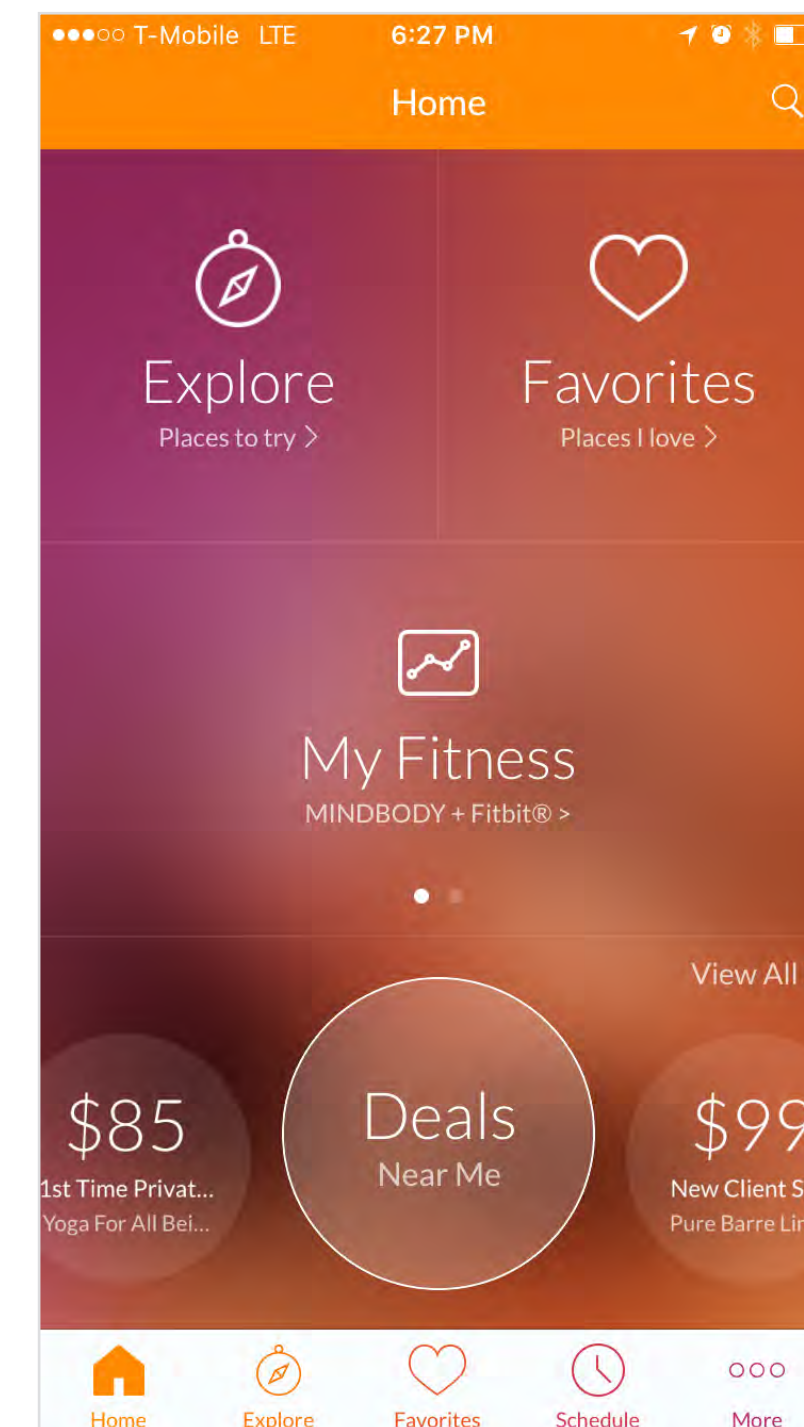 T-Mobile LTE 6:27 PM
Home
Explore
Places to try >
Favorites
Places I love >
My Fitness
MINDBODY + Fitbit® >
View All
$85
1st Time Privat...
Yoga For All Bei...
Deals
Near Me
$99
New Client S
Pure Barre Lin
Home Explore Favorites Schedule More